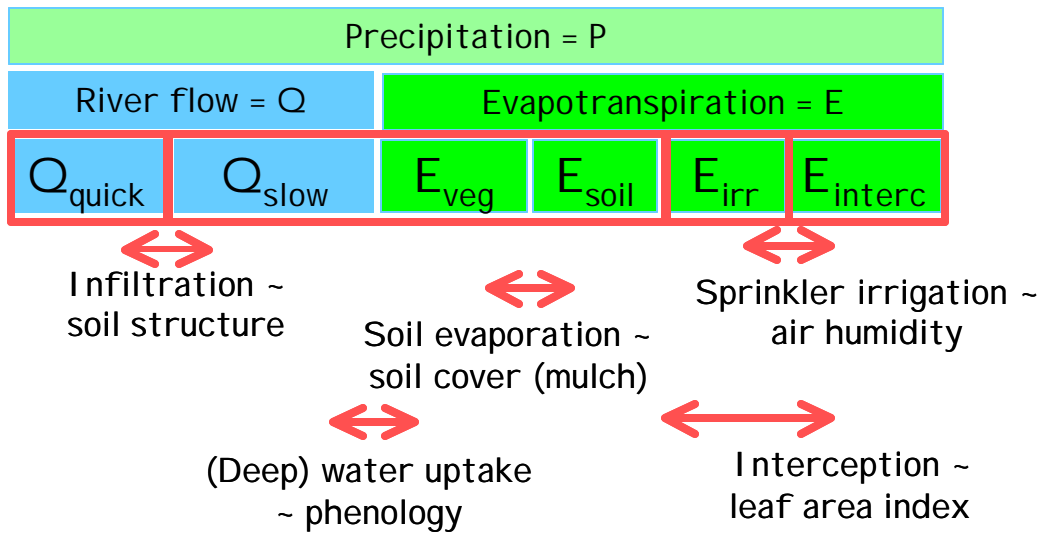 Precipitation = P
River flow = Q
Evapotranspiration = E
Qquick
Qslow
Eveg
Esoil
Eirr
Einterc
Infiltration ~
soil structure
Soil evaporation ~
soil cover (mulch)
Sprinkler irrigation ~
air humidity
(Deep) water uptake
~ phenology
Interception ~
leaf area index